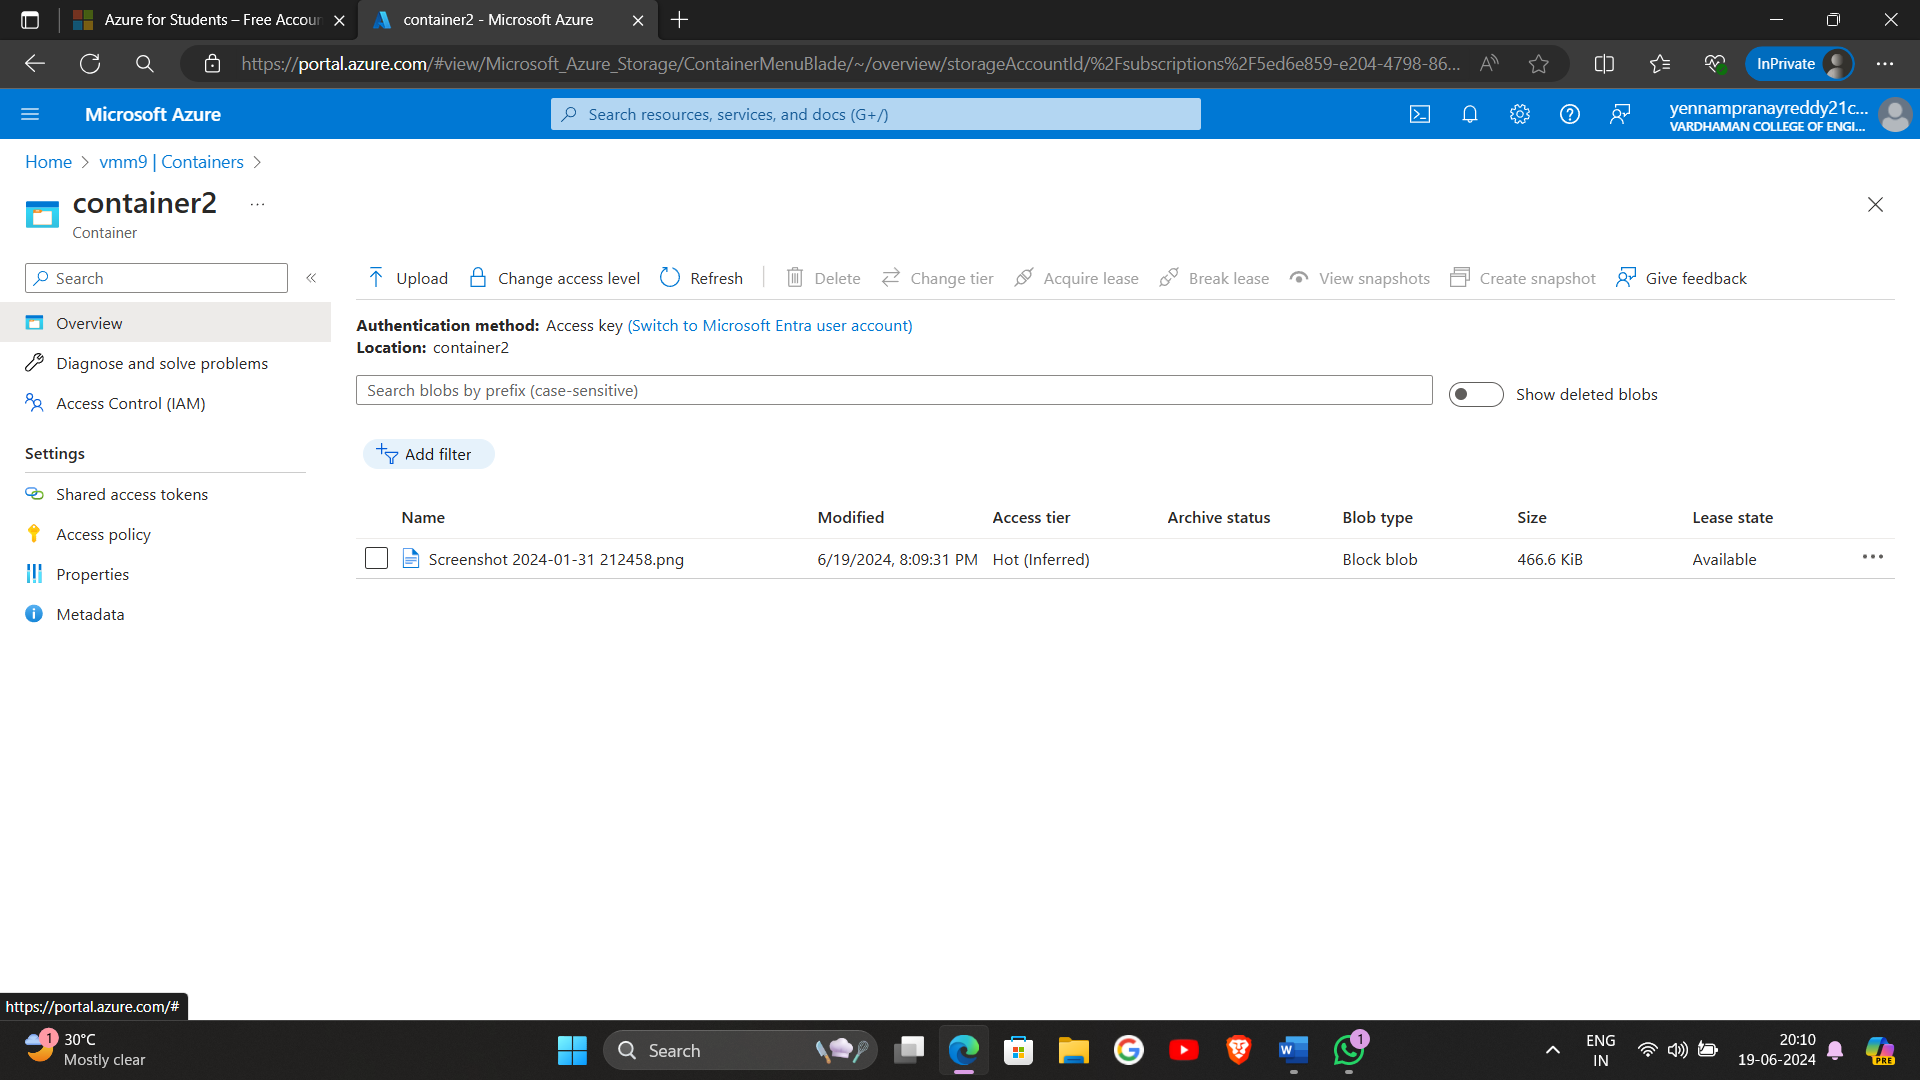 Azure for Students – Free Accoun
container2 - Microsoft Azure
https://portal.azure.com/#view/Microsoft_Azure_Storage/ContainerMenuBlade/~/overview/storageAccountId/%2Fsubscriptions%2F5ed6e859-e204-4798-86...
InPrivate
Microsoft Azure
Search resources, services, and docs (G+/)
yennampranayreddy21c...
VARDHAMAN COLLEGE OF ENGI...
Home > vmm9 | Containers >
container2 ...
Container
Search
Upload Change access level Refresh Delete Change tier Acquire lease Break lease View snapshots Create snapshot Give feedback
Overview
Diagnose and solve problems
Access Control (IAM)
Settings
Shared access tokens
Access policy
Properties
Metadata
Authentication method: Access key (Switch to Microsoft Entra user account)
Location: container2
Search blobs by prefix (case-sensitive)
Show deleted blobs
Add filter
Name Modified Access tier Archive status Blob type Size Lease state
Screenshot 2024-01-31 212458.png 6/19/2024, 8:09:31 PM Hot (Inferred) Block blob 466.6 KiB Available
https://portal.azure.com/#
1
30°C
Mostly clear
Search
W
1
ENG
IN
20:10
19-06-2024
PRE